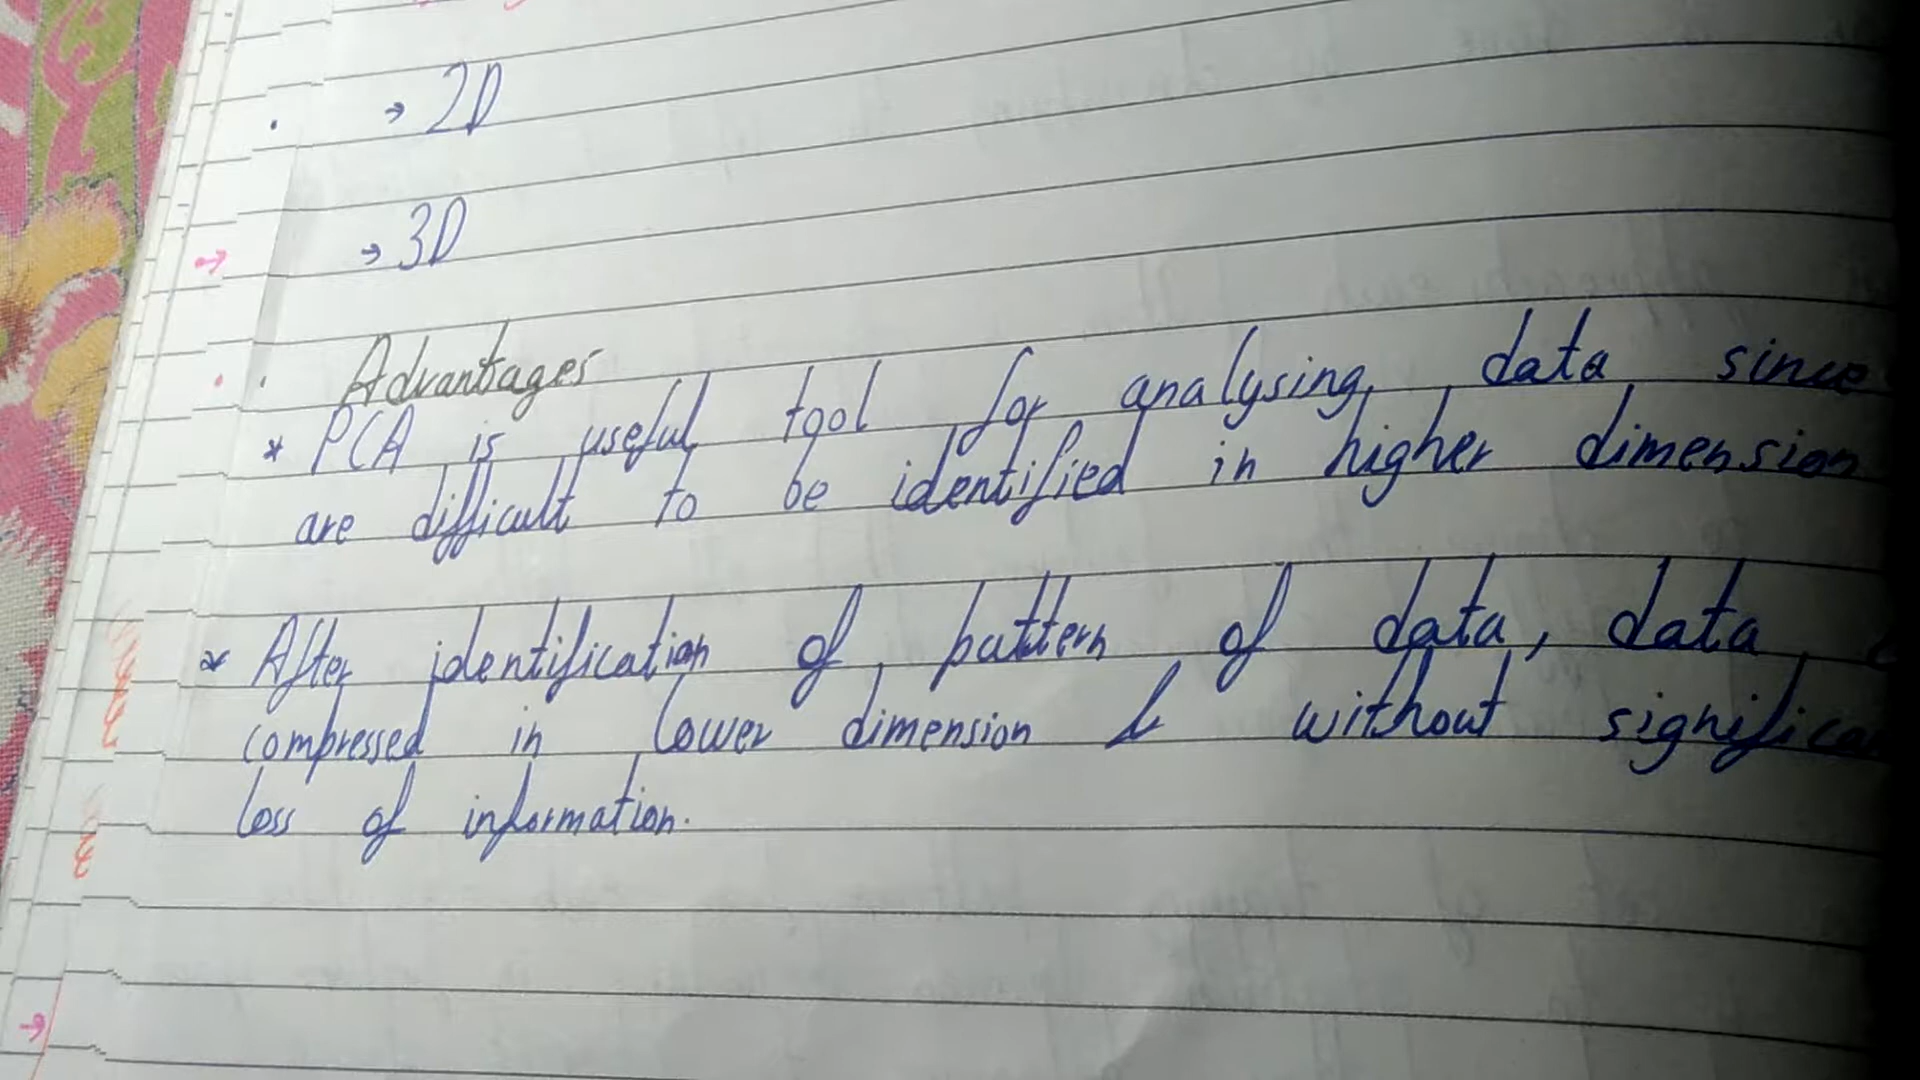 → 2D
→ 3D
Advantages
* PCA is useful tool for analysing data since
are difficult to be identified in higher dimension
* After identification of pattern of data, data
compressed in lower dimension & without
loss of information.